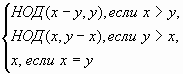 НОД(x − y, y), если x > y,
НОД(x, y − x), если y > x,
x, если x = y